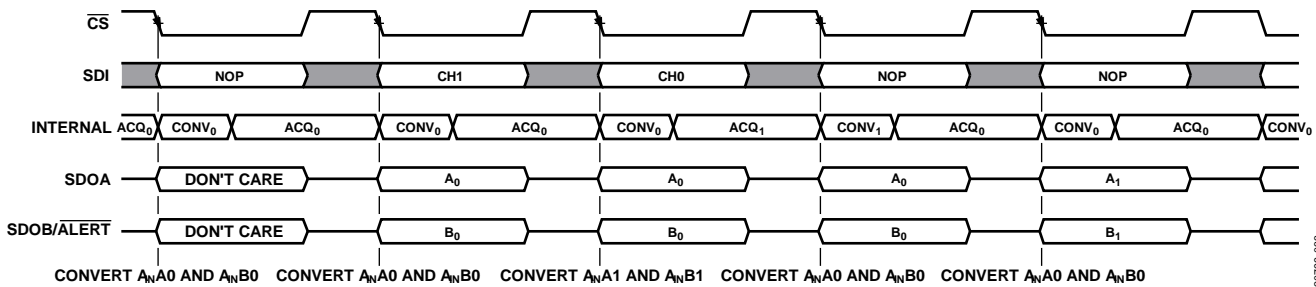 CS
SDI NOP CH1 CH0 NOP NOP
INTERNAL ACQ0 CONV0 ACQ0 CONV0 ACQ0 CONV0 ACQ1 CONV1 ACQ0 CONV0 ACQ0 CONV0
SDOA DON'T CARE A0 A0 A0 A1
SDOB/ALERT DON'T CARE B0 B0 B0 B1
CONVERT AINA0 AND AINB0 CONVERT AINA0 AND AINB0 CONVERT AINA1 AND AINB1 CONVERT AINA0 AND AINB0 CONVERT AINA0 AND AINB0